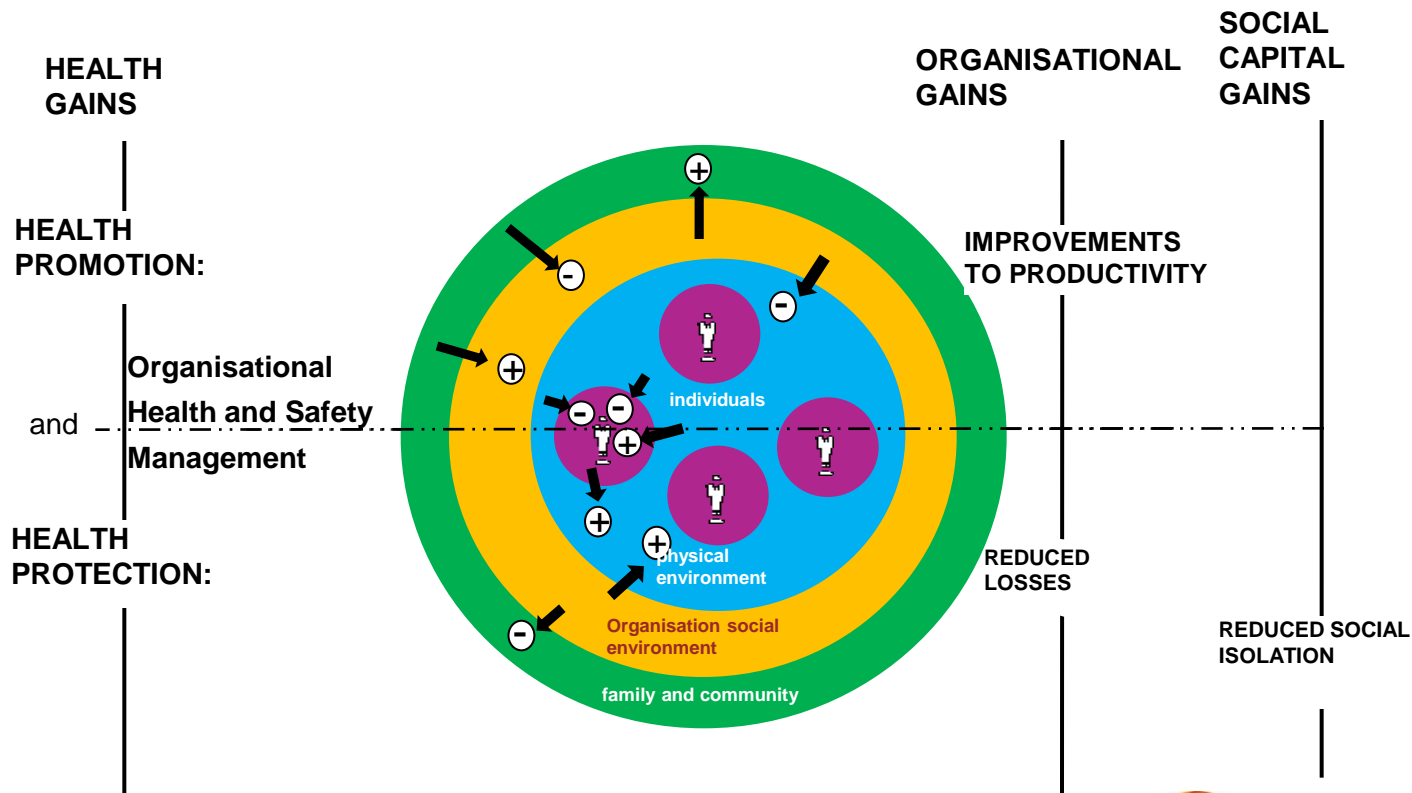 HEALTH
GAINS
ORGANISATIONAL
GAINS
SOCIAL
CAPITAL
GAINS
HEALTH
PROMOTION:
IMPROVEMENTS
TO PRODUCTIVITY
Organisational
Health and Safety
Management
and
individuals
HEALTH
PROTECTION:
physical
environment
REDUCED
LOSSES
Organisation social
environment
REDUCED SOCIAL
ISOLATION
family and community
+
-
-
+
-
-
+
+
+
-